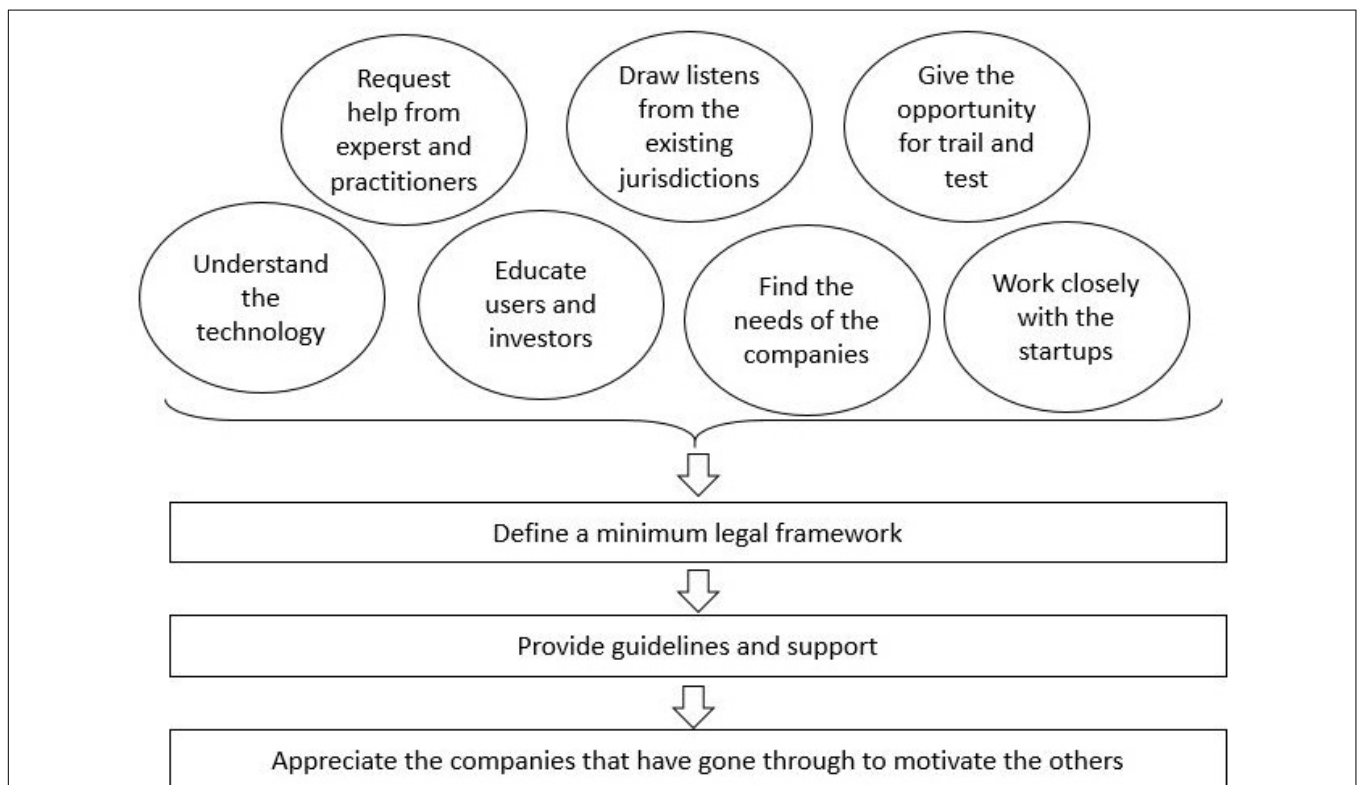 Request
help from
experst and
practitioners
Draw listens
from the
existing
jurisdictions
Give the
opportunity
for trail and
test
Understand
the
technology
Educate
users and
investors
Find the
needs of the
companies
Work closely
with the
startups
Define a minimum legal framework
Provide guidelines and support
Appreciate the companies that have gone through to motivate the others